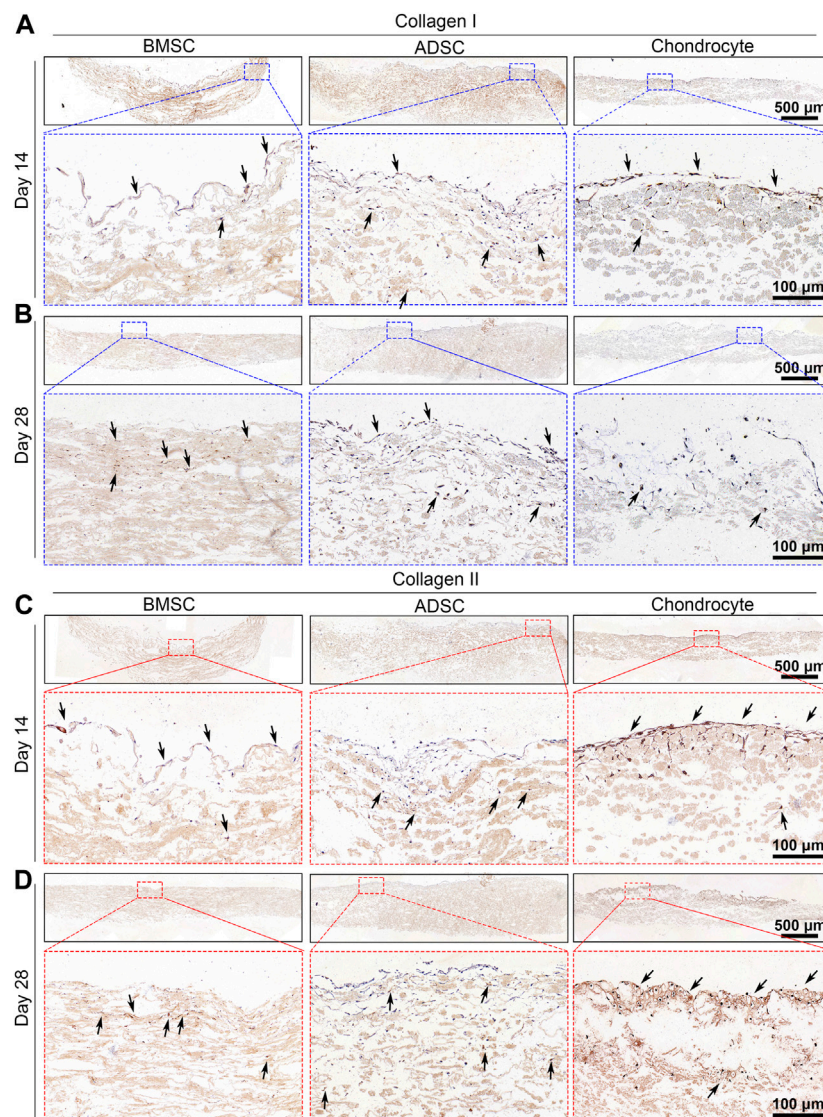 A
Collagen I
BMSC
ADSC
Chondrocyte
500 µm
Day 14
100 µm
B
500 µm
Day 28
100 µm
Collagen II
C
BMSC
ADSC
Chondrocyte
500 µm
Day 14
100 µm
D
500 µm
Day 28
100 µm